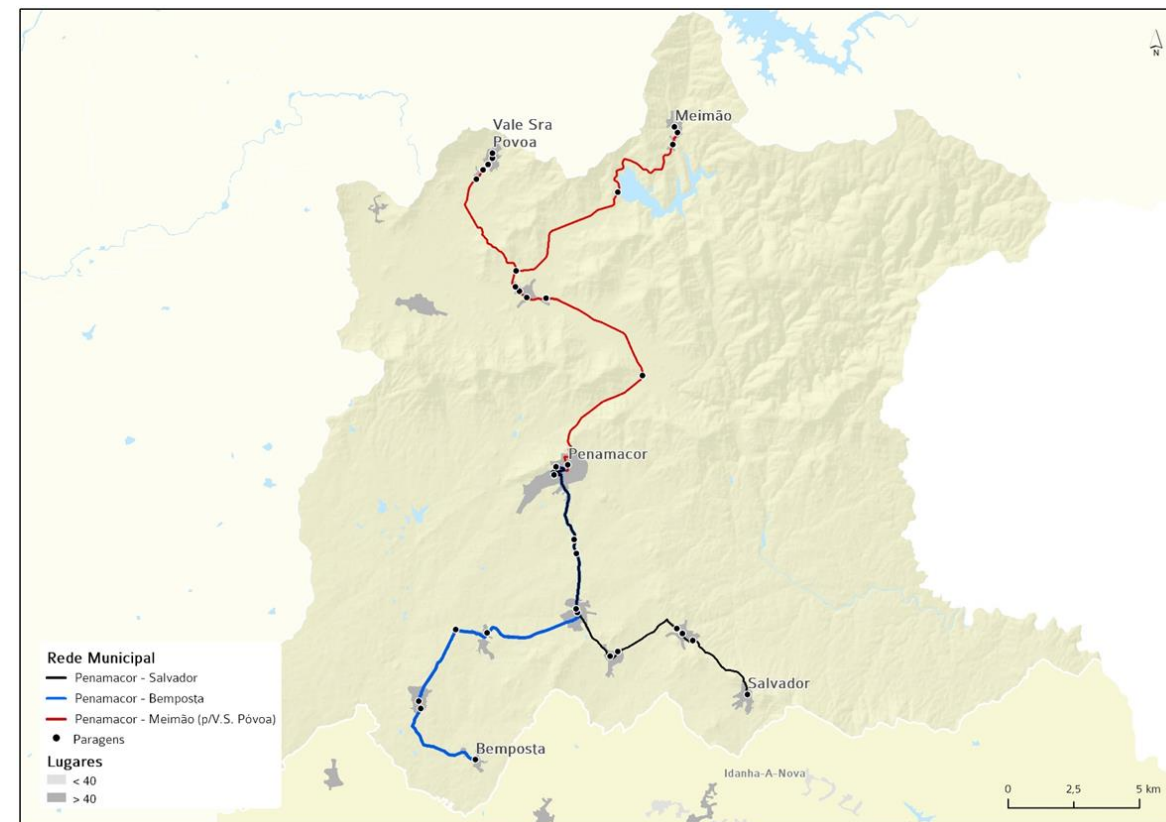 N
Meimão
Vale Sra
Povoa
Penamacor
Salvador
Bemposta
Idanha-A-Nova
Rede Municipal
Penamacor - Salvador
Penamacor - Bemposta
Penamacor - Meimão (p/V.S. Póvoa)
Paragens
Lugares
< 40
> 40
0 2,5 5 km